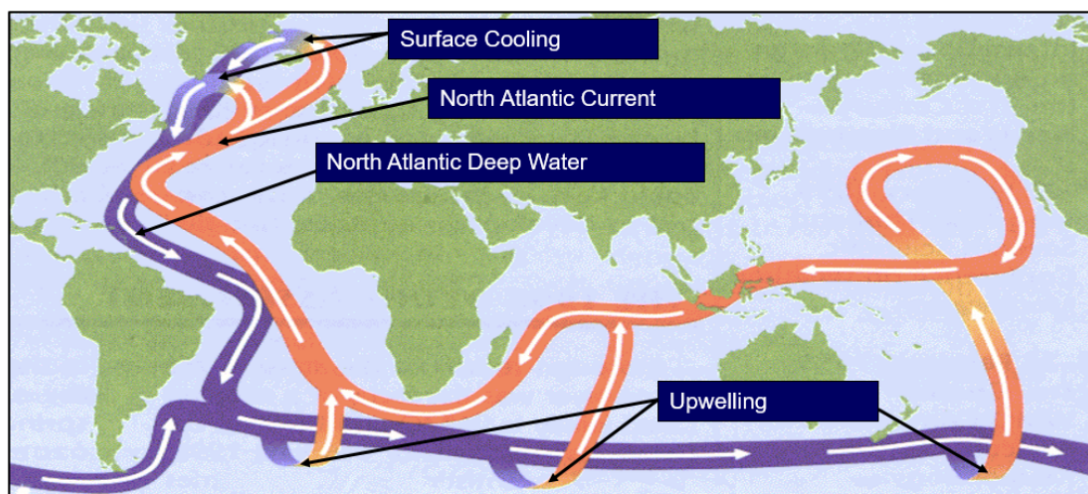 Surface Cooling
North Atlantic Current
North Atlantic Deep Water
Upwelling